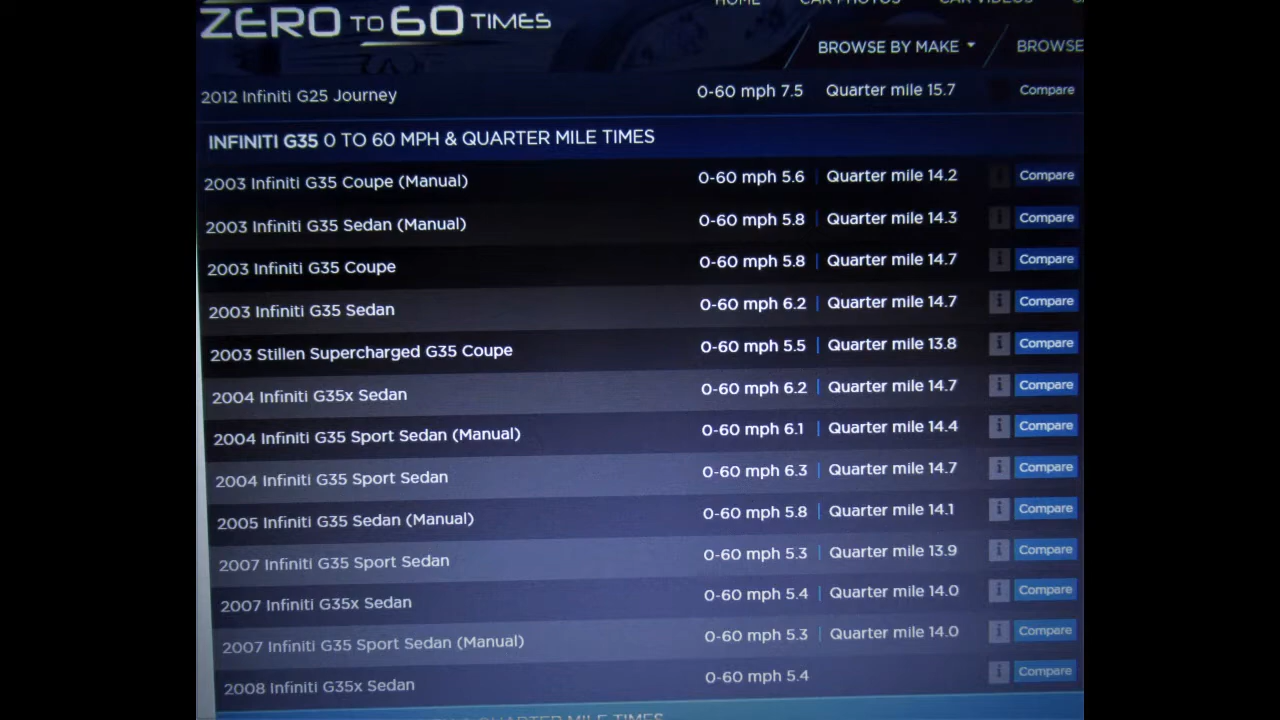 ZERO TO 60 TIMES
HOME CAR PHOTOS CAR VIDEOS
BROWSE BY MAKE BROWSE
2012 Infiniti G25 Journey 0-60 mph 7.5 Quarter mile 15.7 Compare
INFINITI G35 0 TO 60 MPH & QUARTER MILE TIMES
2003 Infiniti G35 Coupe (Manual) 0-60 mph 5.6 | Quarter mile 14.2 i Compare
2003 Infiniti G35 Sedan (Manual) 0-60 mph 5.8 | Quarter mile 14.3 i Compare
2003 Infiniti G35 Coupe 0-60 mph 5.8 | Quarter mile 14.7 i Compare
2003 Infiniti G35 Sedan 0-60 mph 6.2 | Quarter mile 14.7 i Compare
2003 Stillen Supercharged G35 Coupe 0-60 mph 5.5 | Quarter mile 13.8 i Compare
2004 Infiniti G35x Sedan 0-60 mph 6.2 | Quarter mile 14.7 i Compare
2004 Infiniti G35 Sport Sedan (Manual) 0-60 mph 6.1 | Quarter mile 14.4 i Compare
2004 Infiniti G35 Sport Sedan 0-60 mph 6.3 | Quarter mile 14.7 i Compare
2005 Infiniti G35 Sedan (Manual) 0-60 mph 5.8 | Quarter mile 14.1 i Compare
2007 Infiniti G35 Sport Sedan 0-60 mph 5.3 | Quarter mile 13.9 i Compare
2007 Infiniti G35x Sedan 0-60 mph 5.4 | Quarter mile 14.0 i Compare
2007 Infiniti G35 Sport Sedan (Manual) 0-60 mph 5.3 | Quarter mile 14.0 i Compare
2008 Infiniti G35x Sedan 0-60 mph 5.4 i Compare
& QUARTER MILE TIMES